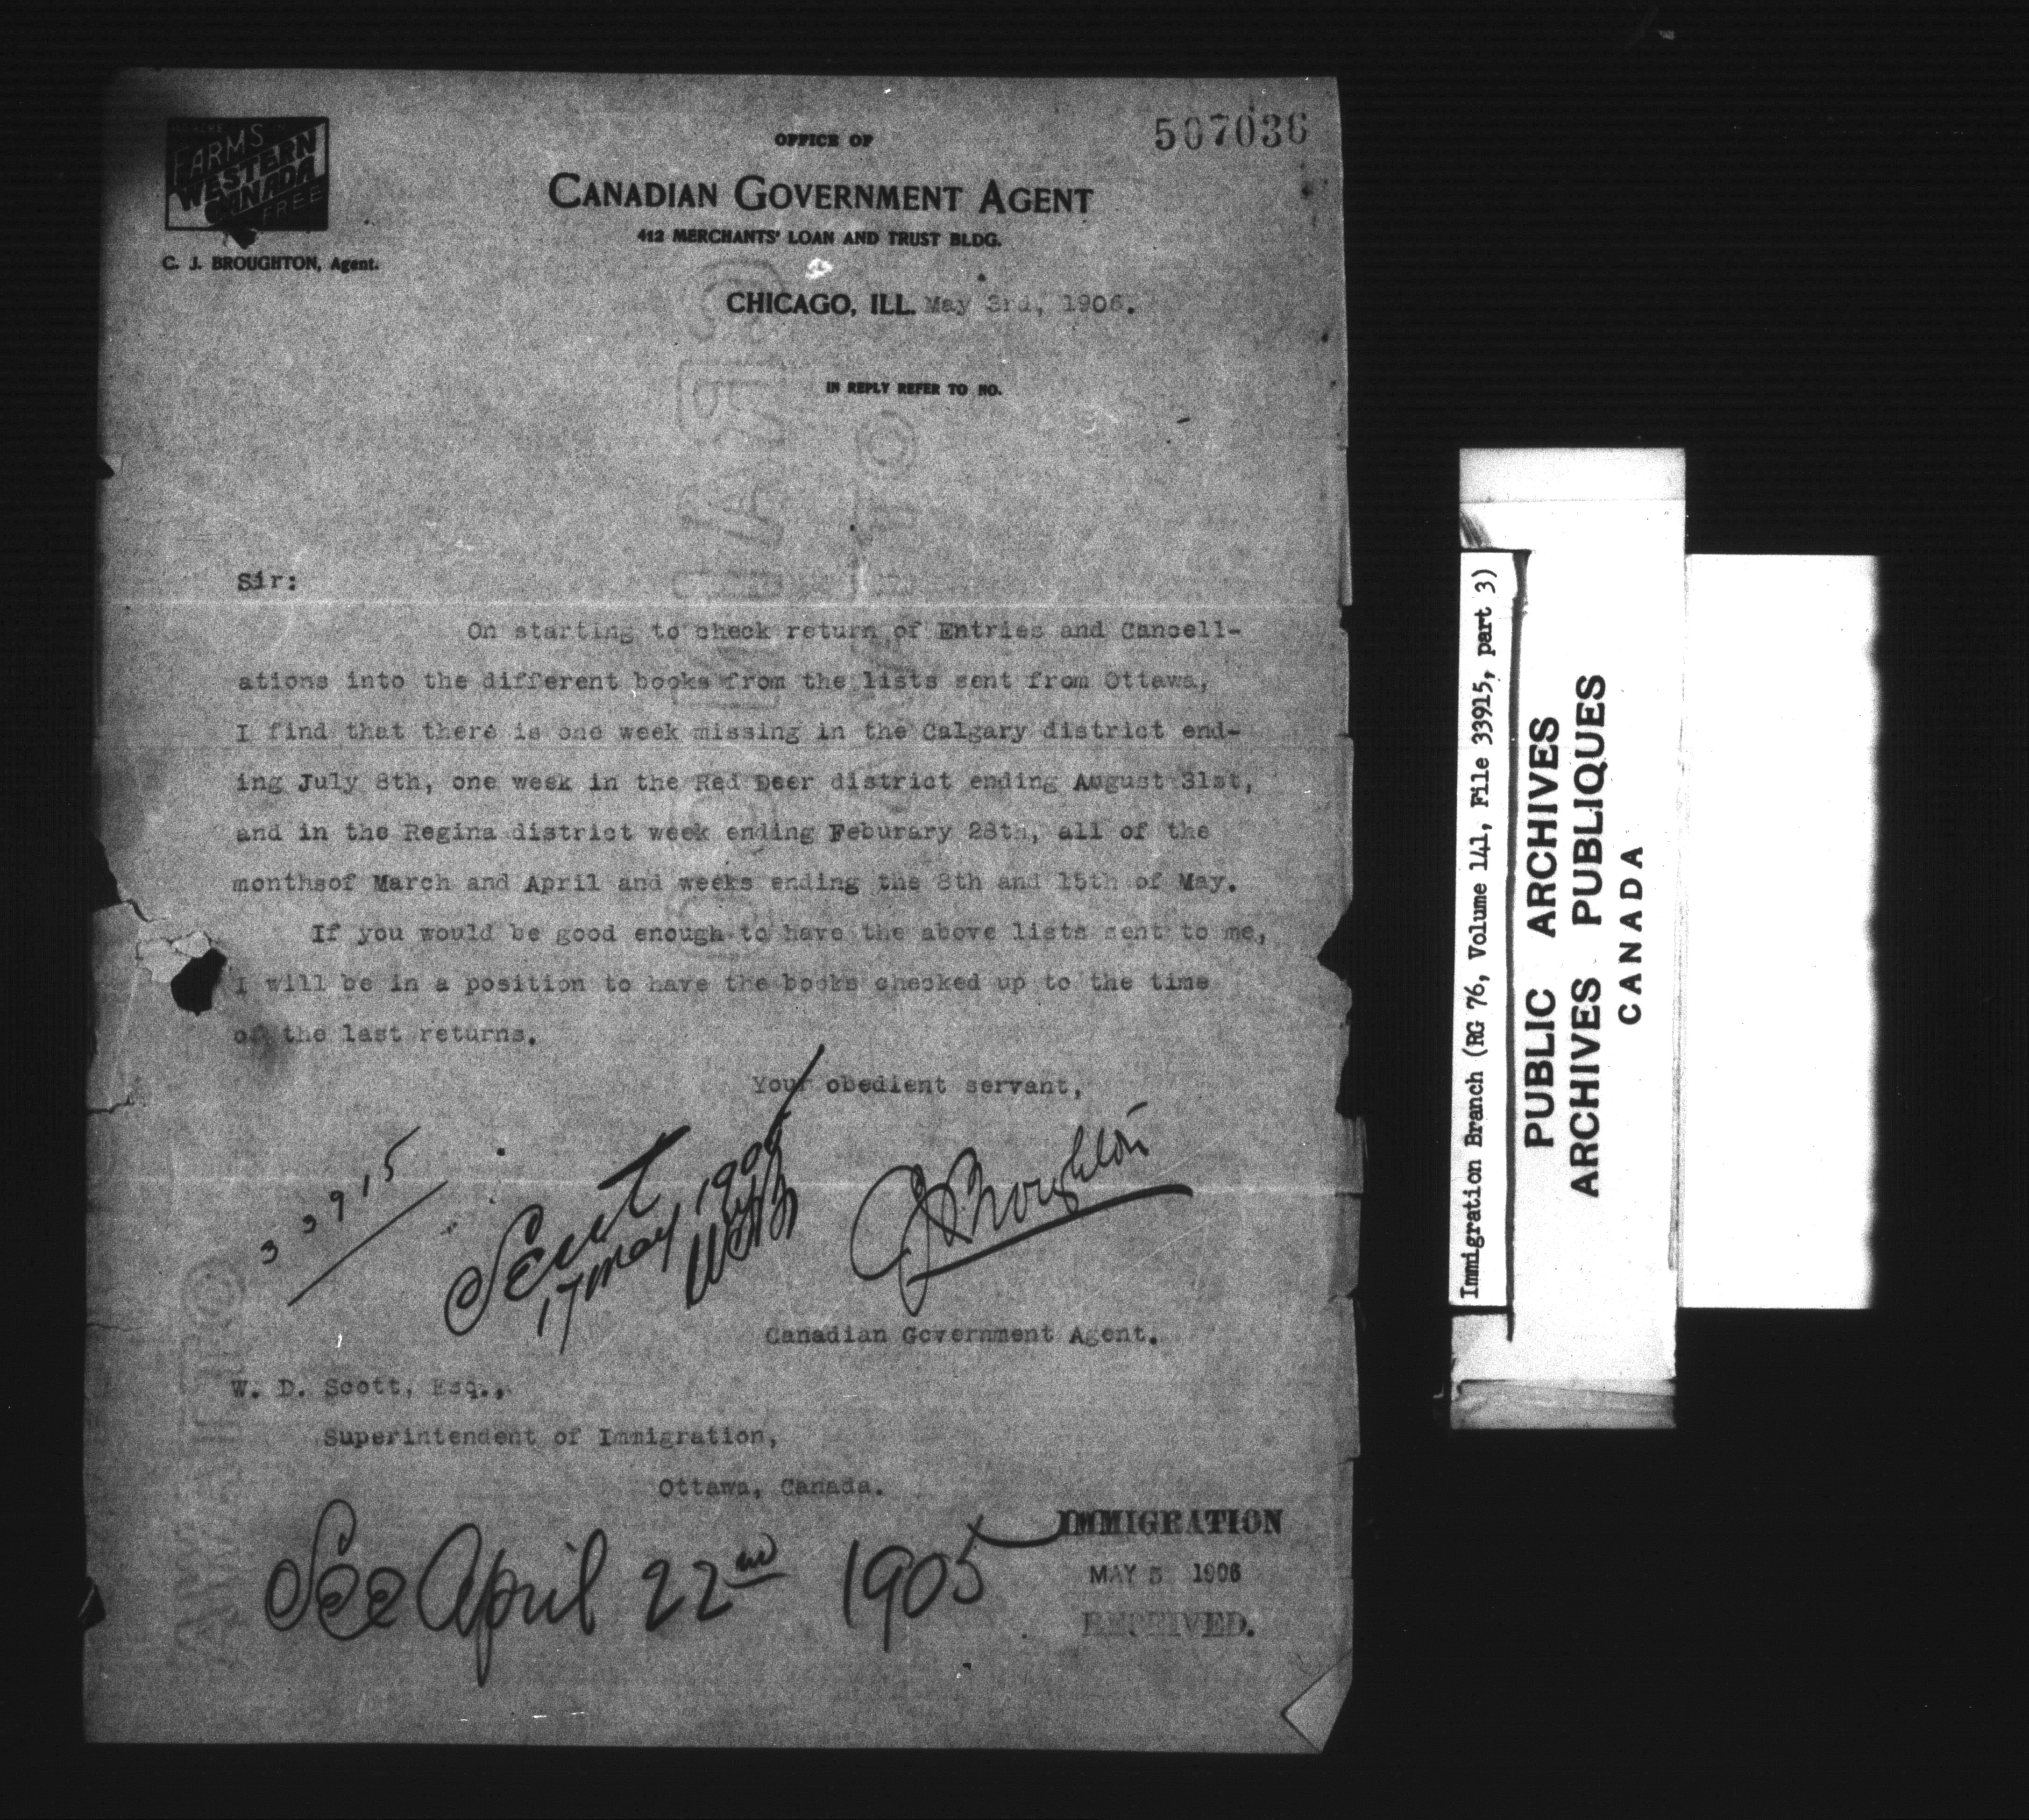 507036
FARMS
WESTERN
CANADA
FREE
C. J. BROUGHTON, Agent.
OFFICE OF
CANADIAN GOVERNMENT AGENT
412 MERCHANTS' LOAN AND TRUST BLDG.
CHICAGO, ILL. May 3rd, 1906.
IN REPLY REFER TO NO.
Sir:
On starting to check return of Entries and Cancell-
ations into the different books from the lists sent from Ottawa,
I find that there is one week missing in the Calgary district end-
ing July 8th, one week in the Red Deer district ending August 31st,
and in the Regina district week ending Feburary 28th, all of the
monthsof March and April and weeks ending the 8th and 15th of May.
If you would be good enough to have the above lists sent to me,
I will be in a position to have the books checked up to the time
of the last returns.
Your obedient servant,
33915
Sent
17 May 1906
CJBroughton
Canadian Government Agent.
W. D. Scott, Esq.,
Superintendent of Immigration,
Ottawa, Canada.
See April 22nd 1905
IMMIGRATION
MAY 5 1906
RECEIVED.
Immigration Branch (RG 76, Volume 141, File 33915, part 3)
PUBLIC ARCHIVES
ARCHIVES PUBLIQUES
CANADA